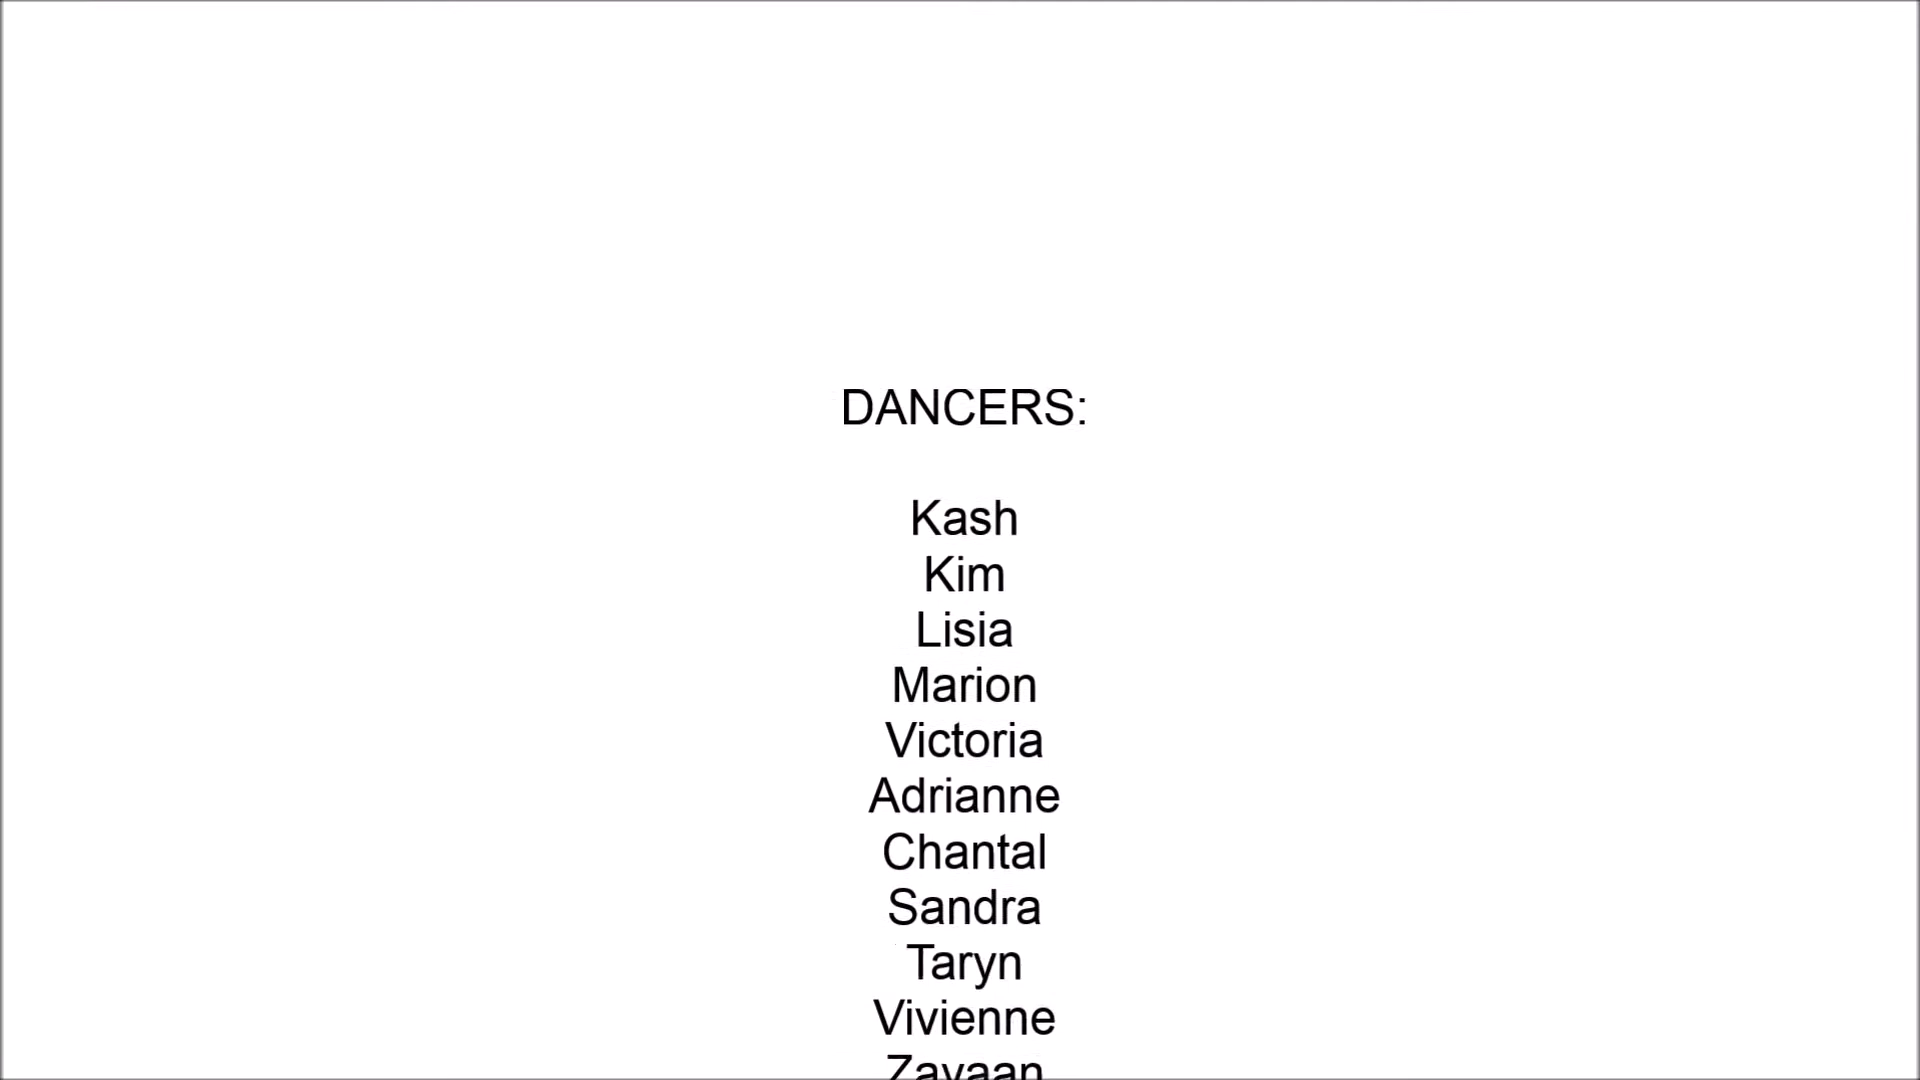 DANCERS:
Kash
Kim
Lisia
Marion
Victoria
Adrianne
Chantal
Sandra
Taryn
Vivienne